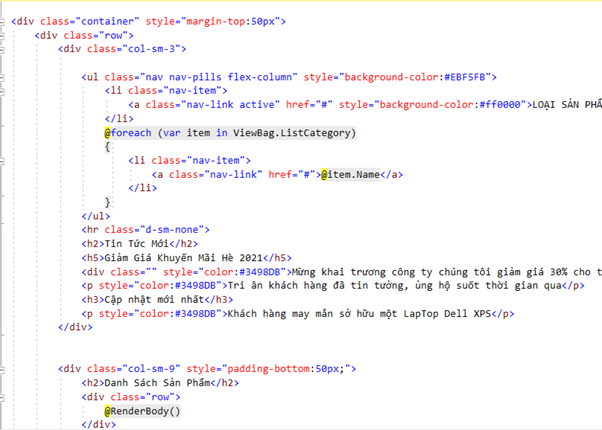 <div class="container" style="margin-top:50px">
<div class="row">
<div class="col-sm-3">
<ul class="nav nav-pills flex-column" style="background-color:#EBF5FB">
<li class="nav-item">
<a class="nav-link active" href="#" style="background-color:#ff0000">LOẠI SẢN PHẨ
</li>
@foreach (var item in ViewBag.ListCategory)
{
<li class="nav-item">
<a class="nav-link" href="#">@item.Name</a>
</li>
}
</ul>
<hr class="d-sm-none">
<h2>Tin Tức Mới</h2>
<h5>Giảm Giá Khuyến Mãi Hè 2021</h5>
<div class="" style="color:#3498DB">Mừng khai trương công ty chúng tôi giảm giá 30% cho t
<p style="color:#3498DB">Tri ân khách hàng đã tin tưởng, ủng hộ suốt thời gian qua</p>
<h3>Cập nhật mới nhất</h3>
<p style="color:#3498DB">Khách hàng may mắn sở hữu một LapTop Dell XPS</p>
</div>
<div class="col-sm-9" style="padding-bottom:50px;">
<h2>Danh Sách Sản Phẩm</h2>
<div class="row">
@RenderBody()
</div>